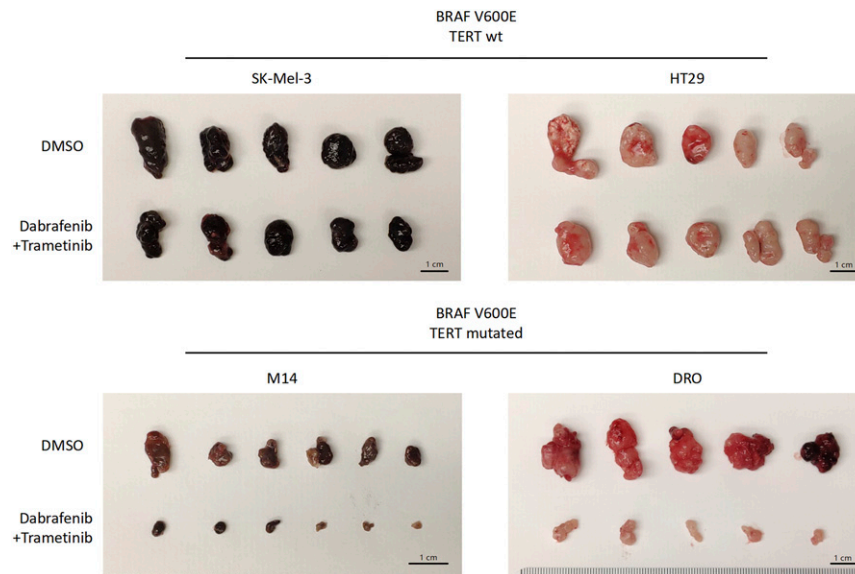 BRAF V600E
TERT wt
SK-Mel-3
HT29
DMSO
Dabrafenib
+Trametinib
1 cm
1 cm
BRAF V600E
TERT mutated
M14
DRO
DMSO
Dabrafenib
+Trametinib
1 cm
1 cm